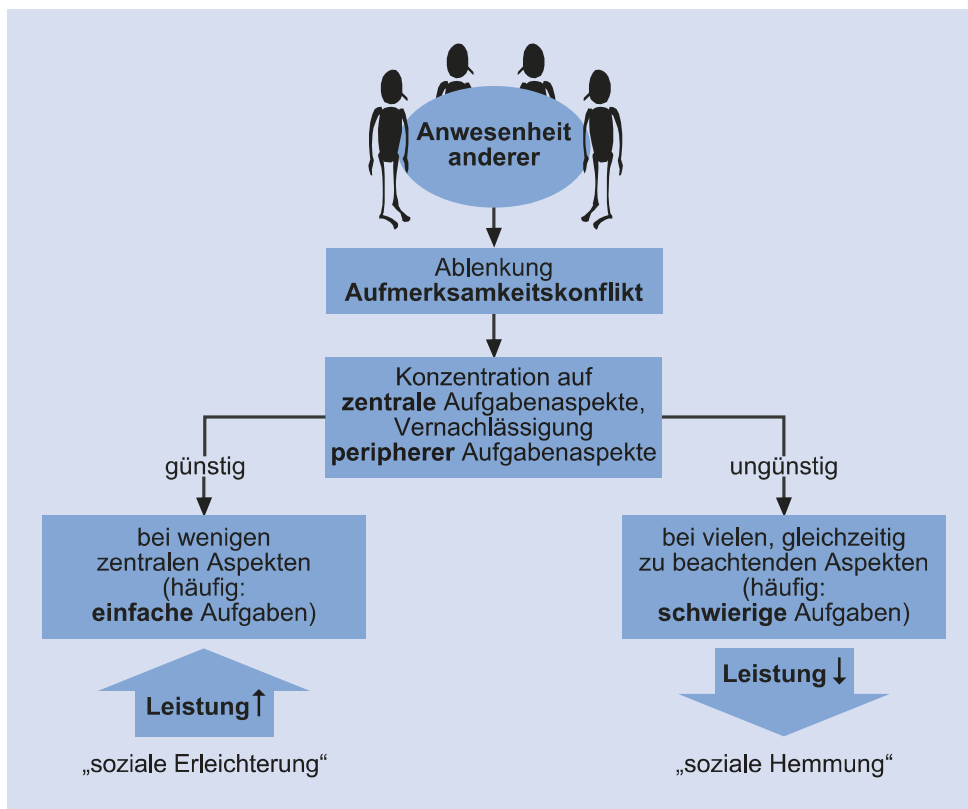 Anwesenheit
anderer
Ablenkung
Aufmerksamkeitskonflikt
Konzentration auf
zentrale Aufgabenaspekte,
Vernachlässigung
peripherer Aufgabenaspekte
günstig
ungünstig
bei wenigen
zentralen Aspekten
(häufig:
einfache Aufgaben)
bei vielen, gleichzeitig
zu beachtenden Aspekten
(häufig:
schwierige Aufgaben)
Leistung↑
Leistung↓
„soziale Erleichterung“
„soziale Hemmung“